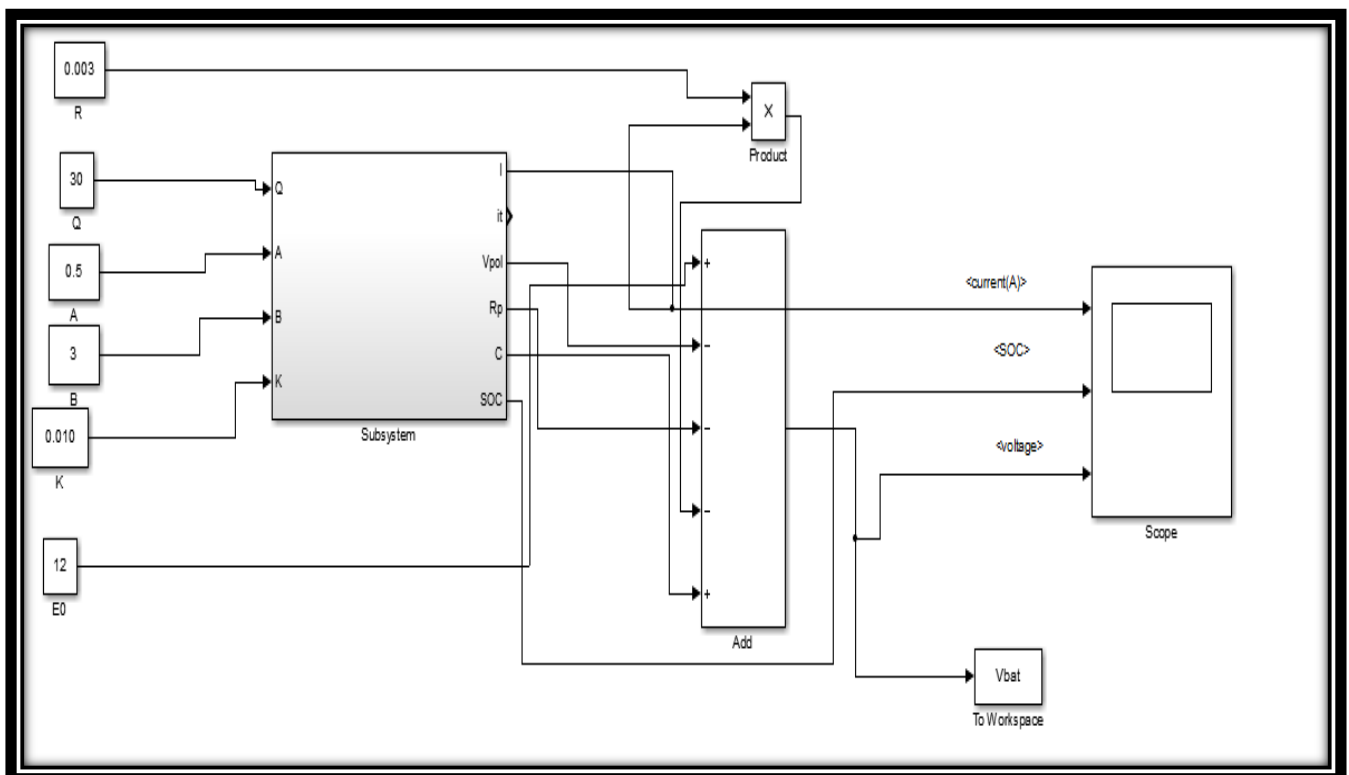 0.003
R
X
Product
30
Q
0.5
A
3
B
0.010
K
12
E0
Q
A
B
K
I
it
Vpol
Rp
C
SOC
Subsystem
+
−
−
−
+
Add
<current(A)>
<SOC>
<voltage>
Scope
Vbat
To Workspace